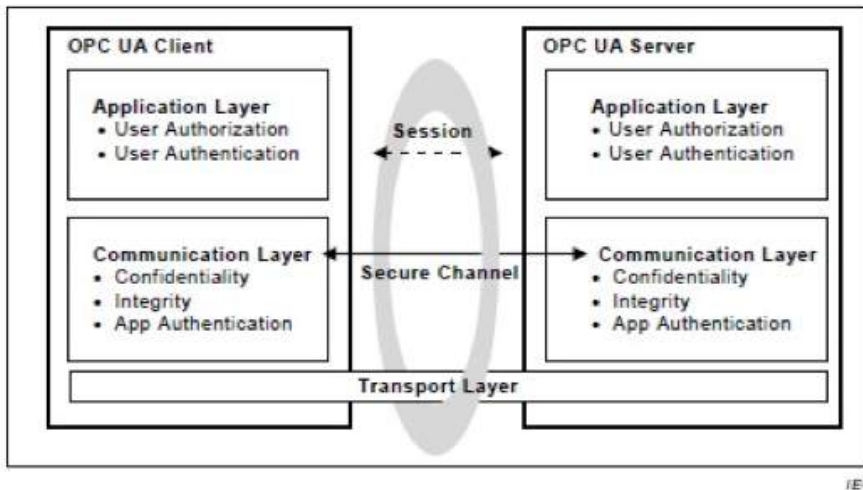 OPC UA Client
Application Layer
• User Authorization
• User Authentication
Communication Layer
• Confidentiality
• Integrity
• App Authentication
Session
Secure Channel
Transport Layer
OPC UA Server
Application Layer
• User Authorization
• User Authentication
Communication Layer
• Confidentiality
• Integrity
• App Authentication
IE